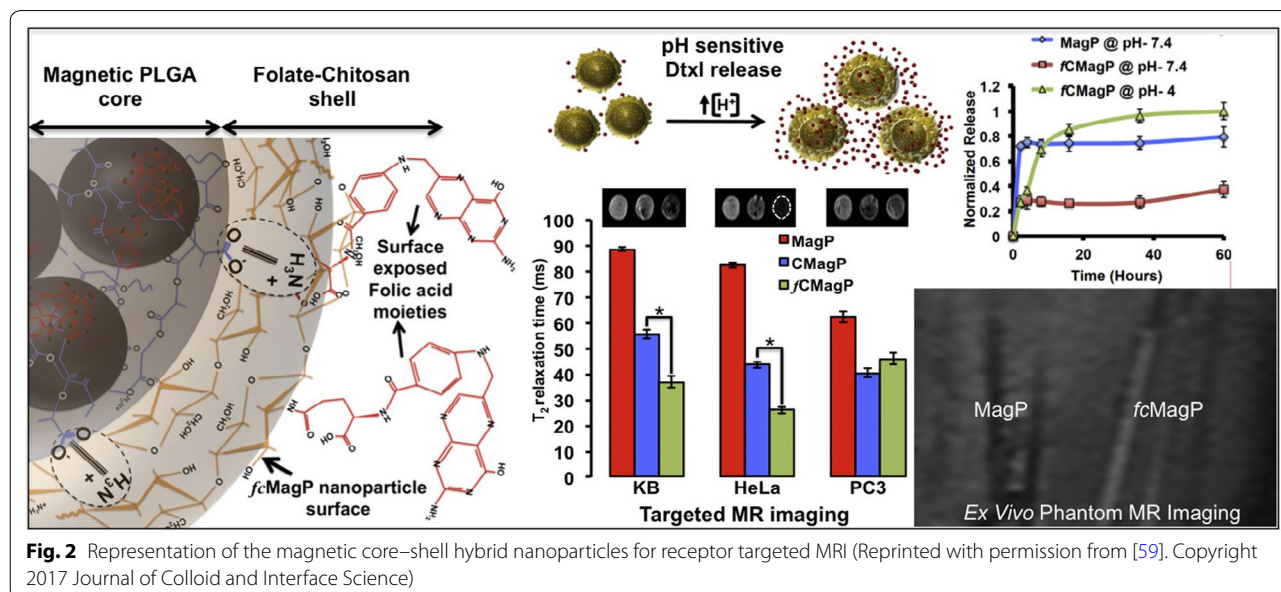 Magnetic PLGA
core
Folate-Chitosan
shell
Surface
exposed
Folic acid
moieties
fcMagP nanoparticle
surface
pH sensitive
Dtxl release
↑[H⁺]
MagP @ pH- 7.4
fCMagP @ pH- 7.4
fCMagP @ pH- 4
Normalized Release
1.2
1
0.8
0.6
0.4
0.2
0
0 20 40 60
Time (Hours)
T₂ relaxation time (ms)
100
90
80
70
60
50
40
30
20
10
0
MagP
CMagP
fCMagP
*
*
KB HeLa PC3
Targeted MR imaging
MagP
fcMagP
Ex Vivo Phantom MR Imaging
Fig. 2 Representation of the magnetic core–shell hybrid nanoparticles for receptor targeted MRI (Reprinted with permission from [59]. Copyright
2017 Journal of Colloid and Interface Science)